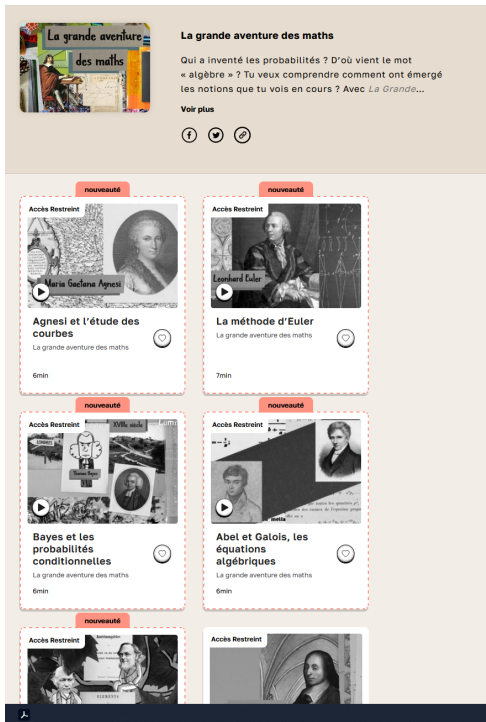 La grande aventure
des maths
La grande aventure des maths
Qui a inventé les probabilités ? D'où vient le mot
« algèbre » ? Tu veux comprendre comment ont émergé
les notions que tu vois en cours ? Avec La Grande...
Voir plus
nouveauté
nouveauté
Accès Restreint
Accès Restreint
Maria Gaetana Agnesi
Leonhard Euler
Agnesi et l'étude des
courbes
La grande aventure des maths
6min
La méthode d'Euler
La grande aventure des maths
7min
nouveauté
nouveauté
Accès Restreint
XVIIIe siècle
Lumi
LONDRES
Thomas Bayes
Accès Restreint
Bayes et les
probabilités
conditionnelles
La grande aventure des maths
6min
Abel et Galois, les
équations
algébriques
La grande aventure des maths
6min
nouveauté
Accès Restreint
ELEMENTS
Accès Restreint